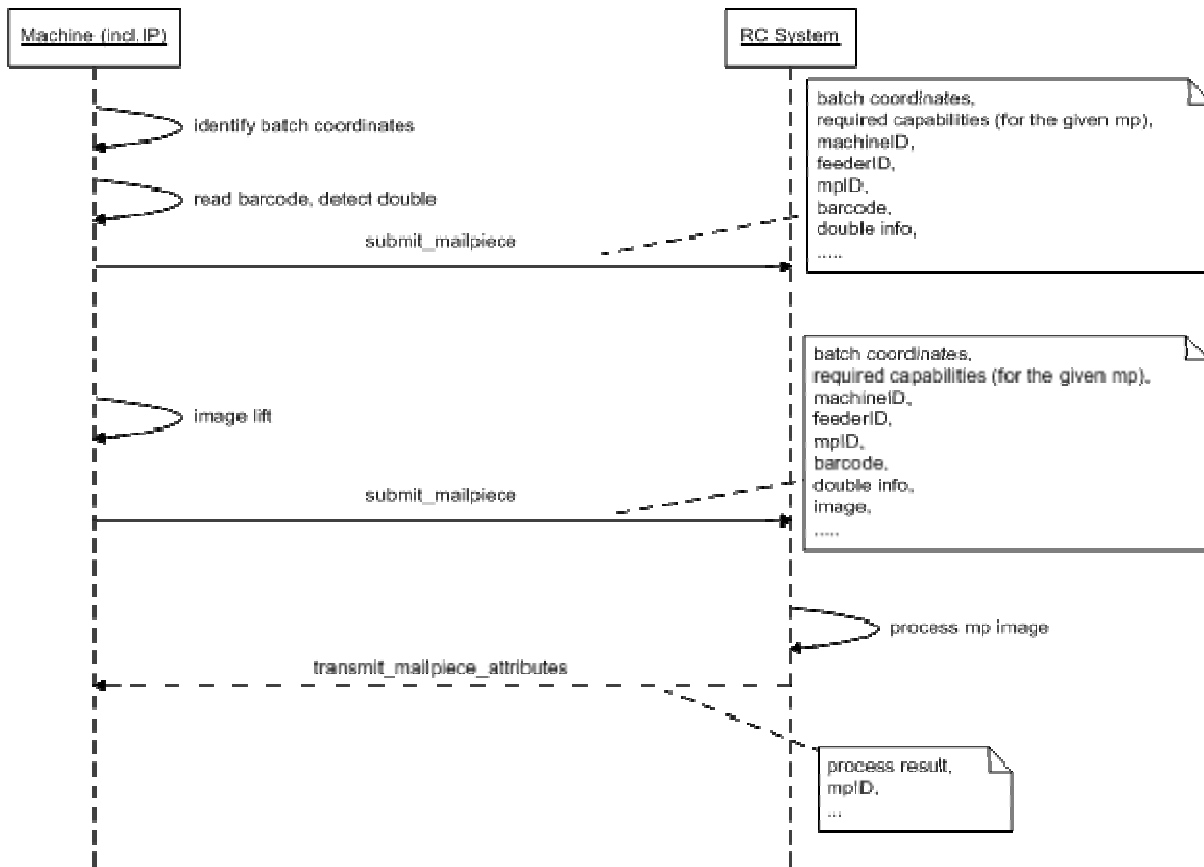 Machine (incl. IP)
RC System
batch coordinates,
required capabilities (for the given mp),
machineID,
feederID,
mpID,
barcode,
double info,
.....
identify batch coordinates
read barcode, detect double
submit_mailpiece
batch coordinates,
required capabilities (for the given mp),
machineID,
feederID,
mpID,
barcode,
double info,
image,
.....
image lift
submit_mailpiece
process mp image
transmit_mailpiece_attributes
process result,
mpID,
...